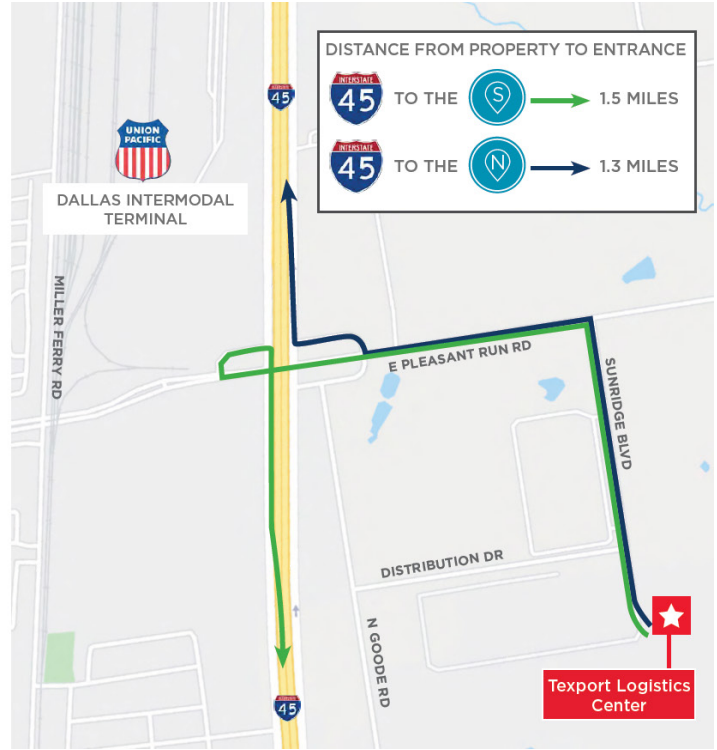 DISTANCE FROM PROPERTY TO ENTRANCE
INTERSTATE
45
TO THE
S
1.5 MILES
INTERSTATE
45
TO THE
N
1.3 MILES
45
UNION
PACIFIC
DALLAS INTERMODAL
TERMINAL
MILLER FERRY RD
E PLEASANT RUN RD
SUNRIDGE BLVD
DISTRIBUTION DR
N GOODE RD
Texport Logistics
Center
45